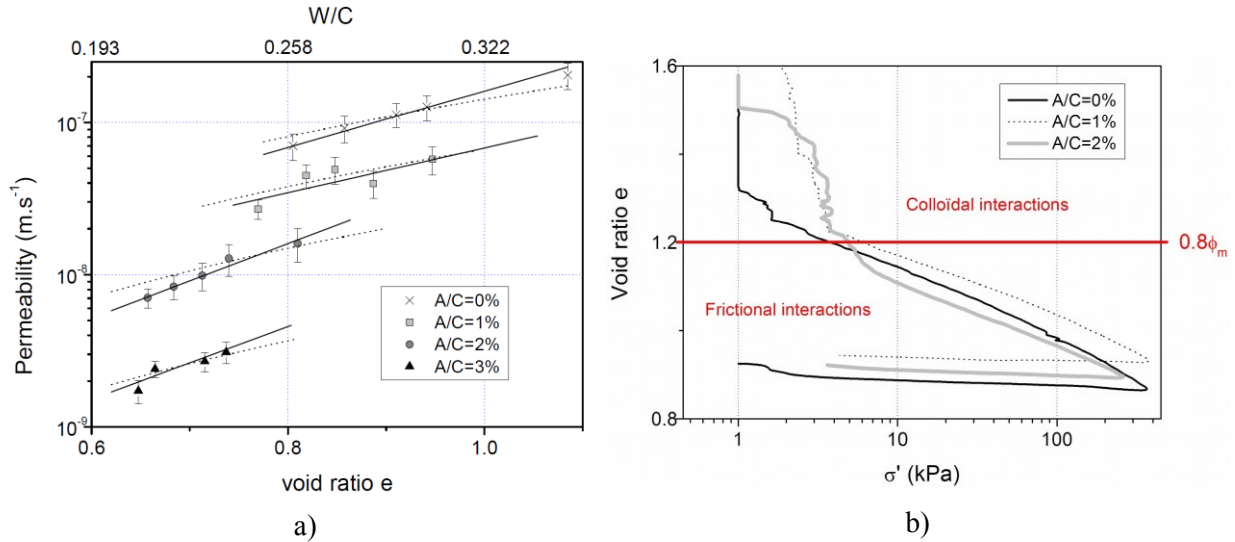 W/C
0.193 0.258 0.322
10⁻⁷
10⁻⁸
10⁻⁹
Permeability (m.s⁻¹)
A/C=0%
A/C=1%
A/C=2%
A/C=3%
0.6 0.8 1.0
void ratio e
a)
1.6
1.2
0.8
Void ratio e
A/C=0%
A/C=1%
A/C=2%
Colloïdal interactions
0.8ϕm
Frictional interactions
1 10 100
σ' (kPa)
b)